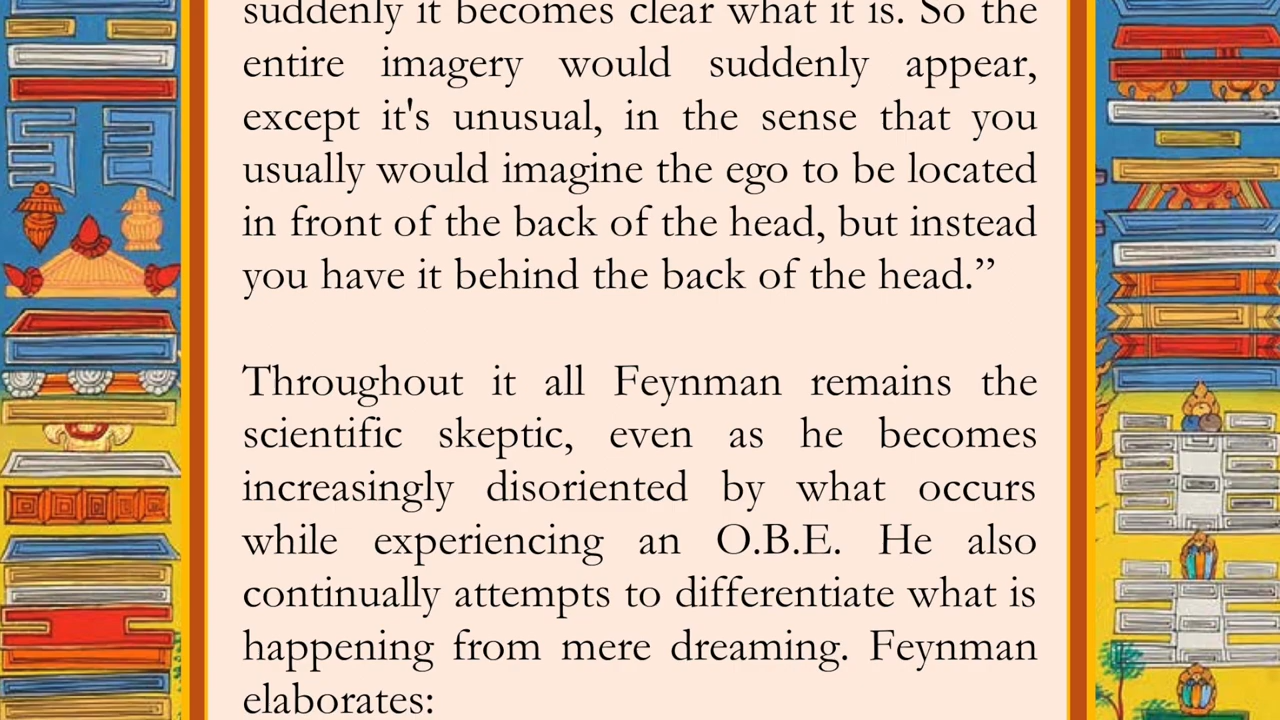 suddenly it becomes clear what it is. So the
entire imagery would suddenly appear,
except it's unusual, in the sense that you
usually would imagine the ego to be located
in front of the back of the head, but instead
you have it behind the back of the head.”
Throughout it all Feynman remains the
scientific skeptic, even as he becomes
increasingly disoriented by what occurs
while experiencing an O.B.E. He also
continually attempts to differentiate what is
happening from mere dreaming. Feynman
elaborates: